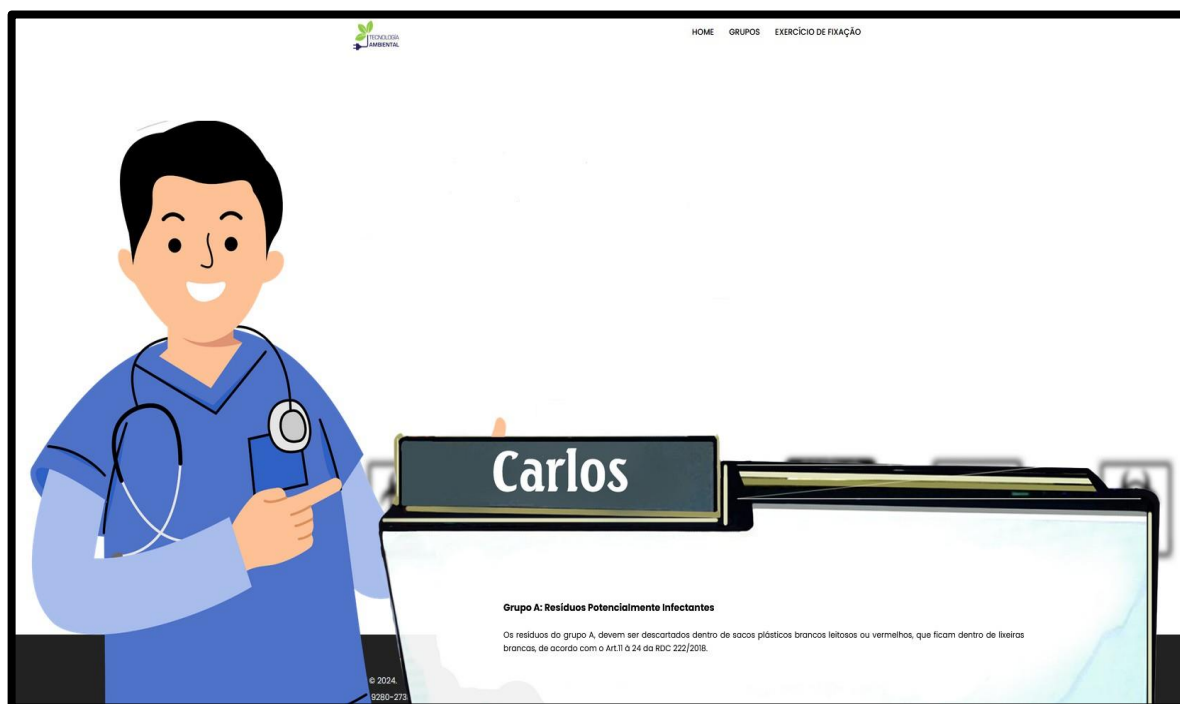 TECNOLOGIA
AMBIENTAL
HOME GRUPOS EXERCÍCIO DE FIXAÇÃO
Carlos
Grupo A: Resíduos Potencialmente Infectantes
Os resíduos do grupo A, devem ser descartados dentro de sacos plásticos brancos leitosos ou vermelhos, que ficam dentro de lixeiras
brancas, de acordo com o Art.11 à 24 da RDC 222/2018.
© 2024.
9280-273